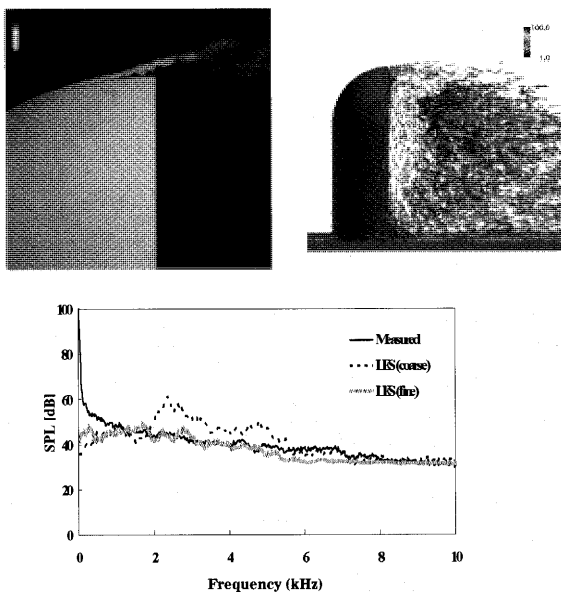 100.0
1.0
100
80
60
40
20
0
SPL [dB]
Measured
LES(coarse)
LES(fine)
0 2 4 6 8 10
Frequency (kHz)